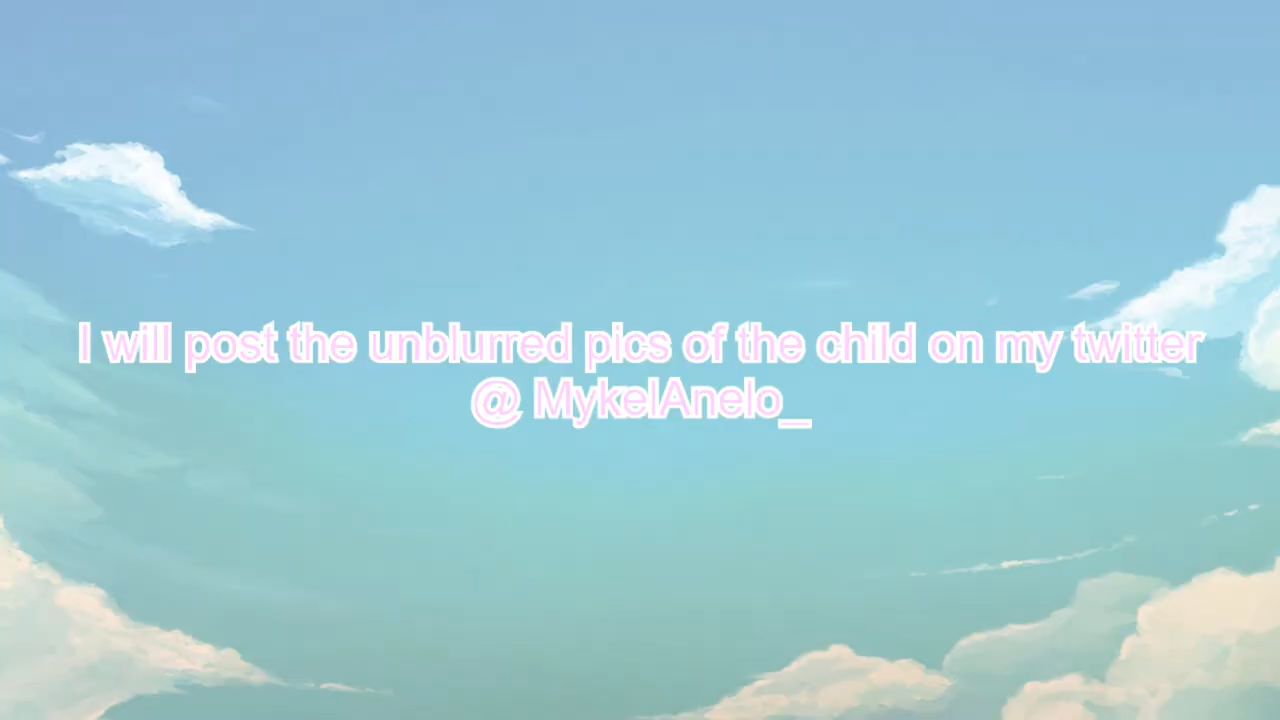 I will post the unblurred pics of the child on my twitter
@ MykelAnelo_